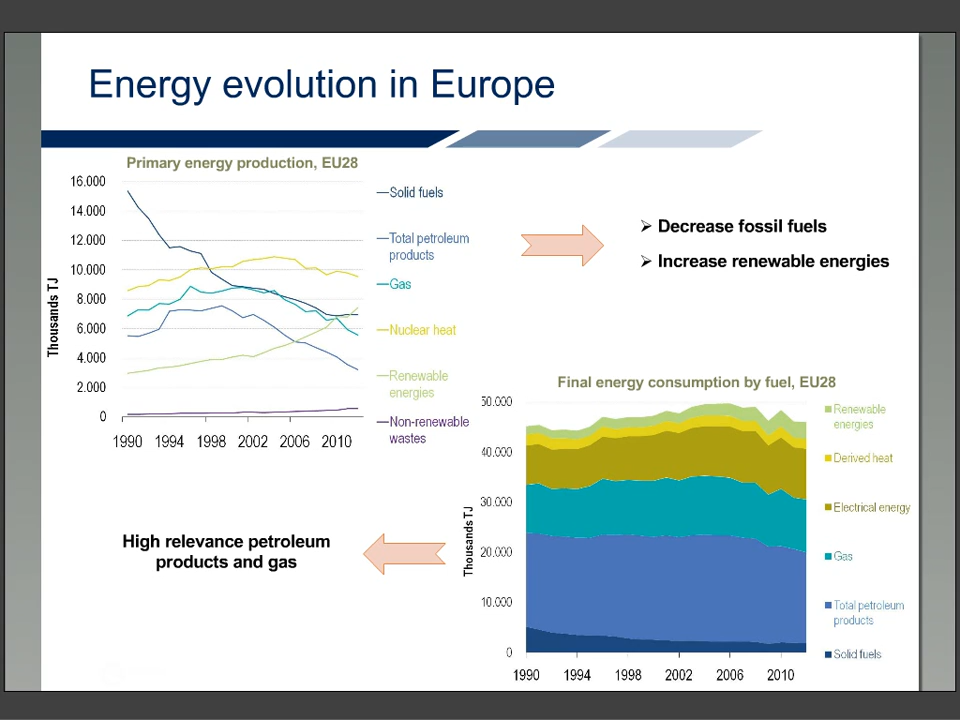 Energy evolution in Europe
Primary energy production, EU28
16.000
14.000
12.000
10.000
8.000
6.000
4.000
2.000
0
Thousands TJ
1990 1994 1998 2002 2006 2010
Solid fuels
Total petroleum
products
Gas
Nuclear heat
Renewable
energies
Non-renewable
wastes
➢ Decrease fossil fuels
➢ Increase renewable energies
Final energy consumption by fuel, EU28
50.000
40.000
30.000
20.000
10.000
0
Thousands TJ
1990 1994 1998 2002 2006 2010
Renewable
energies
Derived heat
Electrical energy
Gas
Total petroleum
products
Solid fuels
High relevance petroleum
products and gas